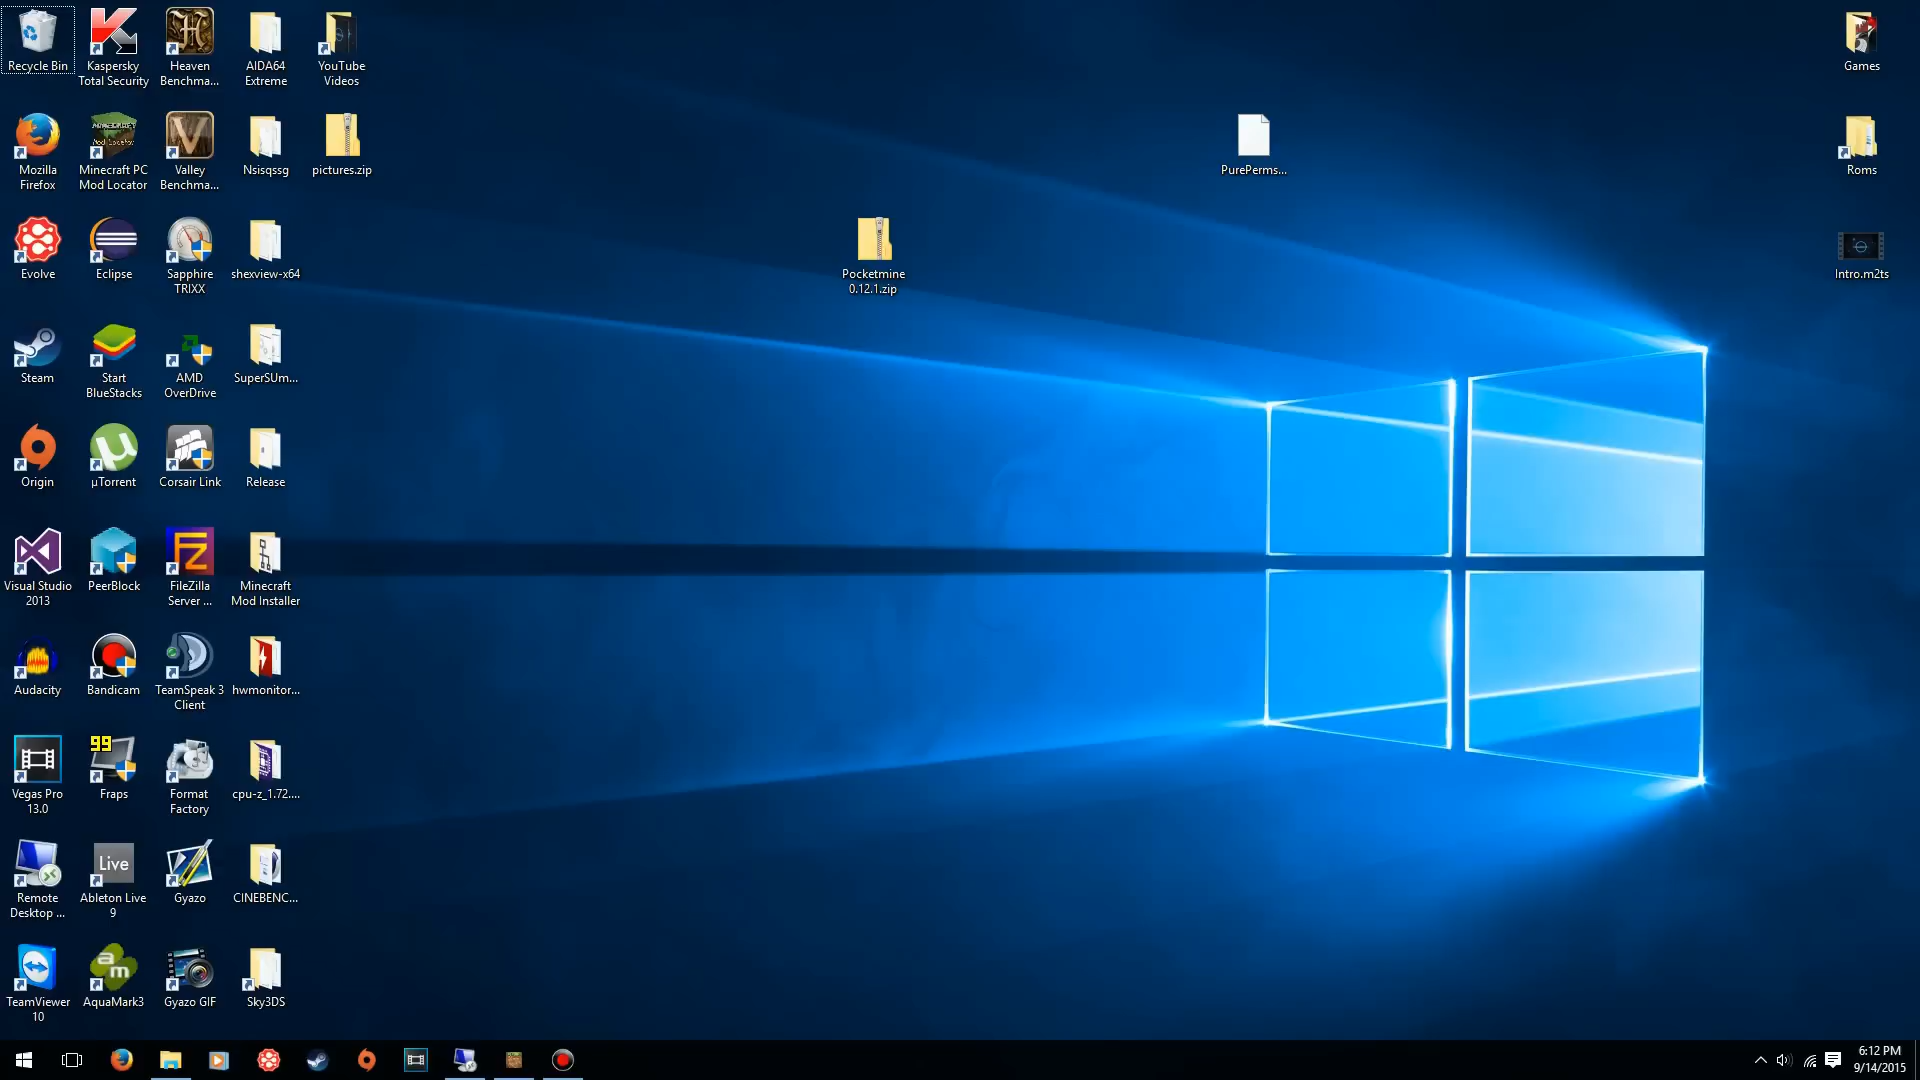 Recycle Bin
Kaspersky
Total Security
Heaven
Benchma...
AIDA64
Extreme
YouTube
Videos
Games
Mozilla
Firefox
Minecraft PC
Mod Locator
Valley
Benchma...
Nsisqssg
pictures.zip
PurePerms...
Roms
Evolve
Eclipse
Sapphire
TRIXX
shexview-x64
Pocketmine
0.12.1.zip
Intro.m2ts
Steam
Start
BlueStacks
AMD
OverDrive
SuperSUm...
Origin
µTorrent
Corsair Link
Release
Visual Studio
2013
PeerBlock
FileZilla
Server ...
Minecraft
Mod Installer
Audacity
Bandicam
TeamSpeak 3
Client
hwmonitor...
Vegas Pro
13.0
99
Fraps
Format
Factory
cpu-z_1.72....
Remote
Desktop ...
Live
Ableton Live
9
Gyazo
CINEBENC...
TeamViewer
10
am
AquaMark3
Gyazo GIF
Sky3DS
6:12 PM
9/14/2015